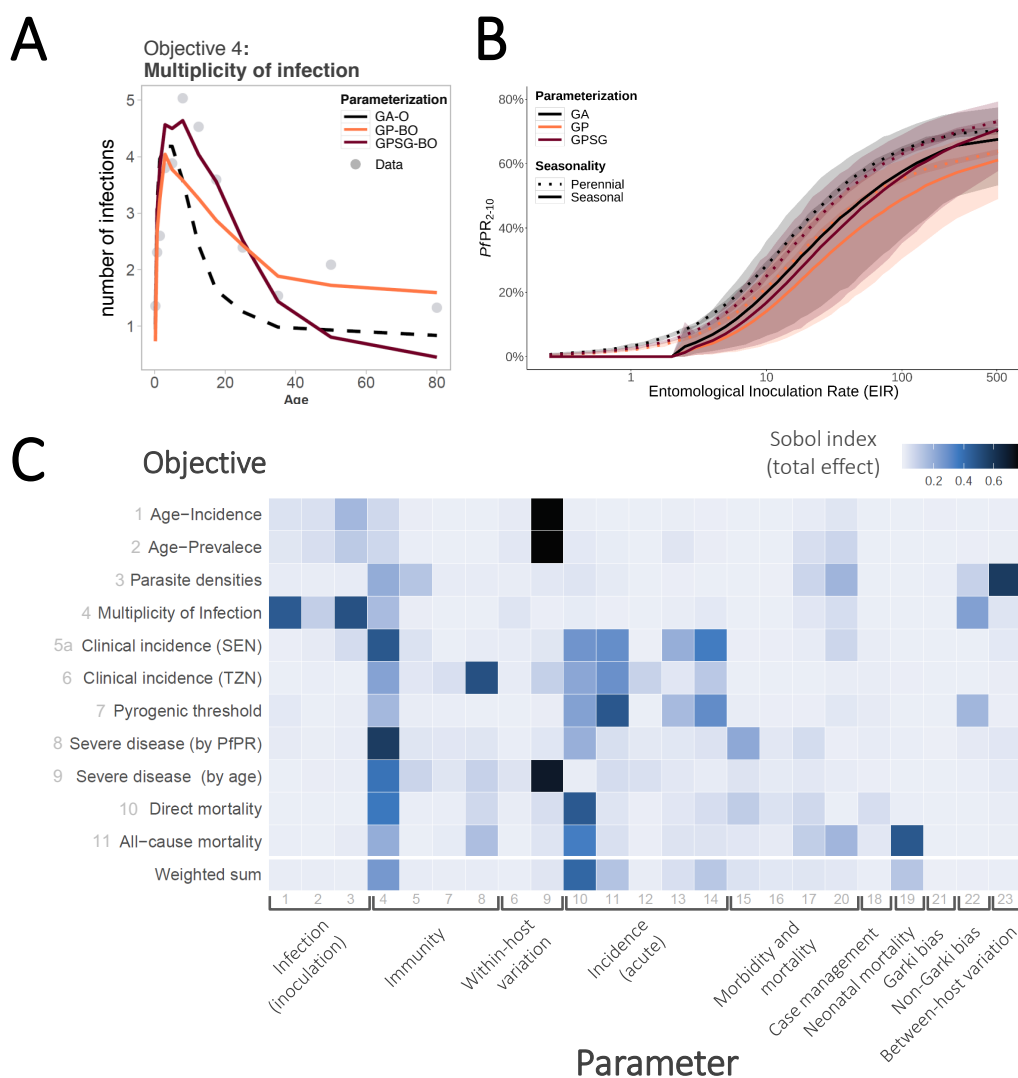 A
Objective 4:
Multiplicity of infection
Parameterization
GA-O
GP-BO
GPSG-BO
Data
number of infections
5
4
3
2
1
0
20
40
60
80
Age
B
Parameterization
GA
GP
GPSG
Seasonality
Perennial
Seasonal
PfPR2-10
80%
60%
40%
20%
0%
1
10
100
500
Entomological Inoculation Rate (EIR)
C
Objective
Sobol index
(total effect)
0.2 0.4 0.6
1 Age−Incidence
2 Age−Prevalece
3 Parasite densities
4 Multiplicity of Infection
5a Clinical incidence (SEN)
6 Clinical incidence (TZN)
7 Pyrogenic threshold
8 Severe disease (by PfPR)
9 Severe disease (by age)
10 Direct mortality
11 All−cause mortality
Weighted sum
1 2 3 4 5 7 8 6 9 10 11 12 13 14 15 16 17 20 18 19 21 22 23
Infection
(inoculation)
Immunity
Within-host
variation
Incidence
(acute)
Morbidity and
mortality
Case management
Neonatal mortality
Garki bias
Non-Garki bias
Between-host variation
Parameter